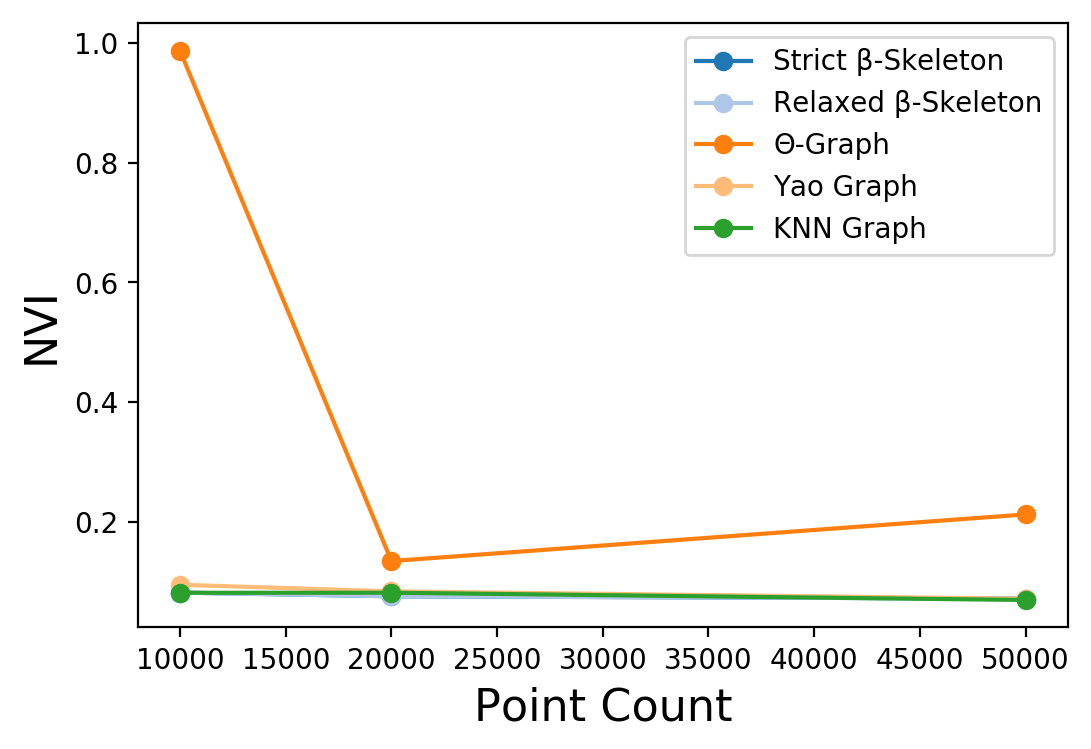 1.0
0.8
0.6
0.4
0.2
NVI
Strict β-Skeleton
Relaxed β-Skeleton
Θ-Graph
Yao Graph
KNN Graph
10000 15000 20000 25000 30000 35000 40000 45000 50000
Point Count